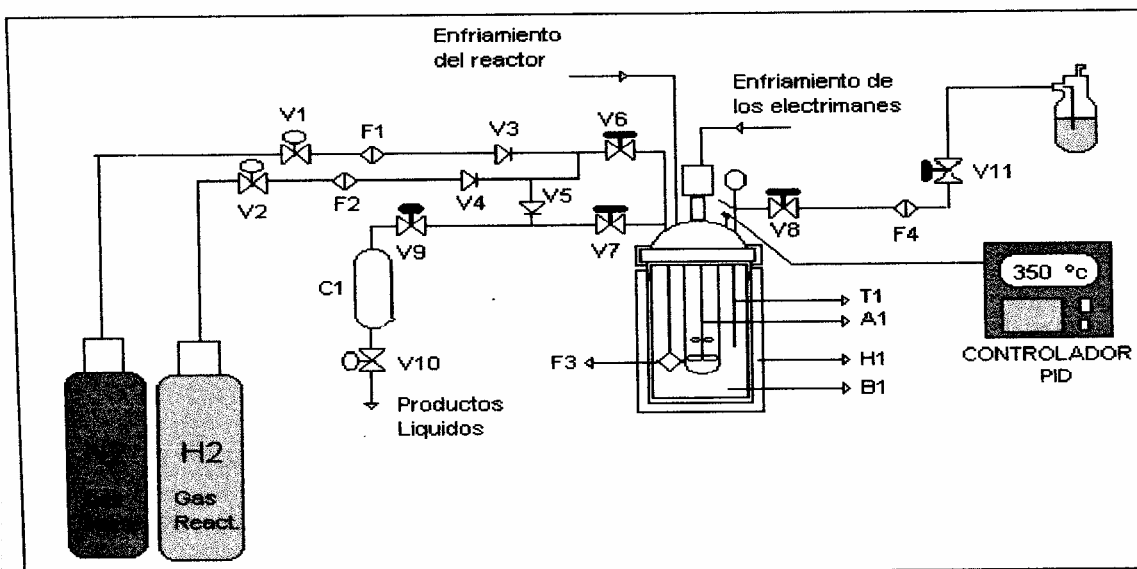 Enfriamiento
del reactor
Enfriamiento de
los electrimanes
V1
F1
V3
V6
V2
F2
V4
V5
V9
V7
V8
F4
V11
C1
V10
Productos
Liquidos
F3
T1
A1
H1
B1
350 ºc
CONTROLADOR
PID
H2
Gas
React.